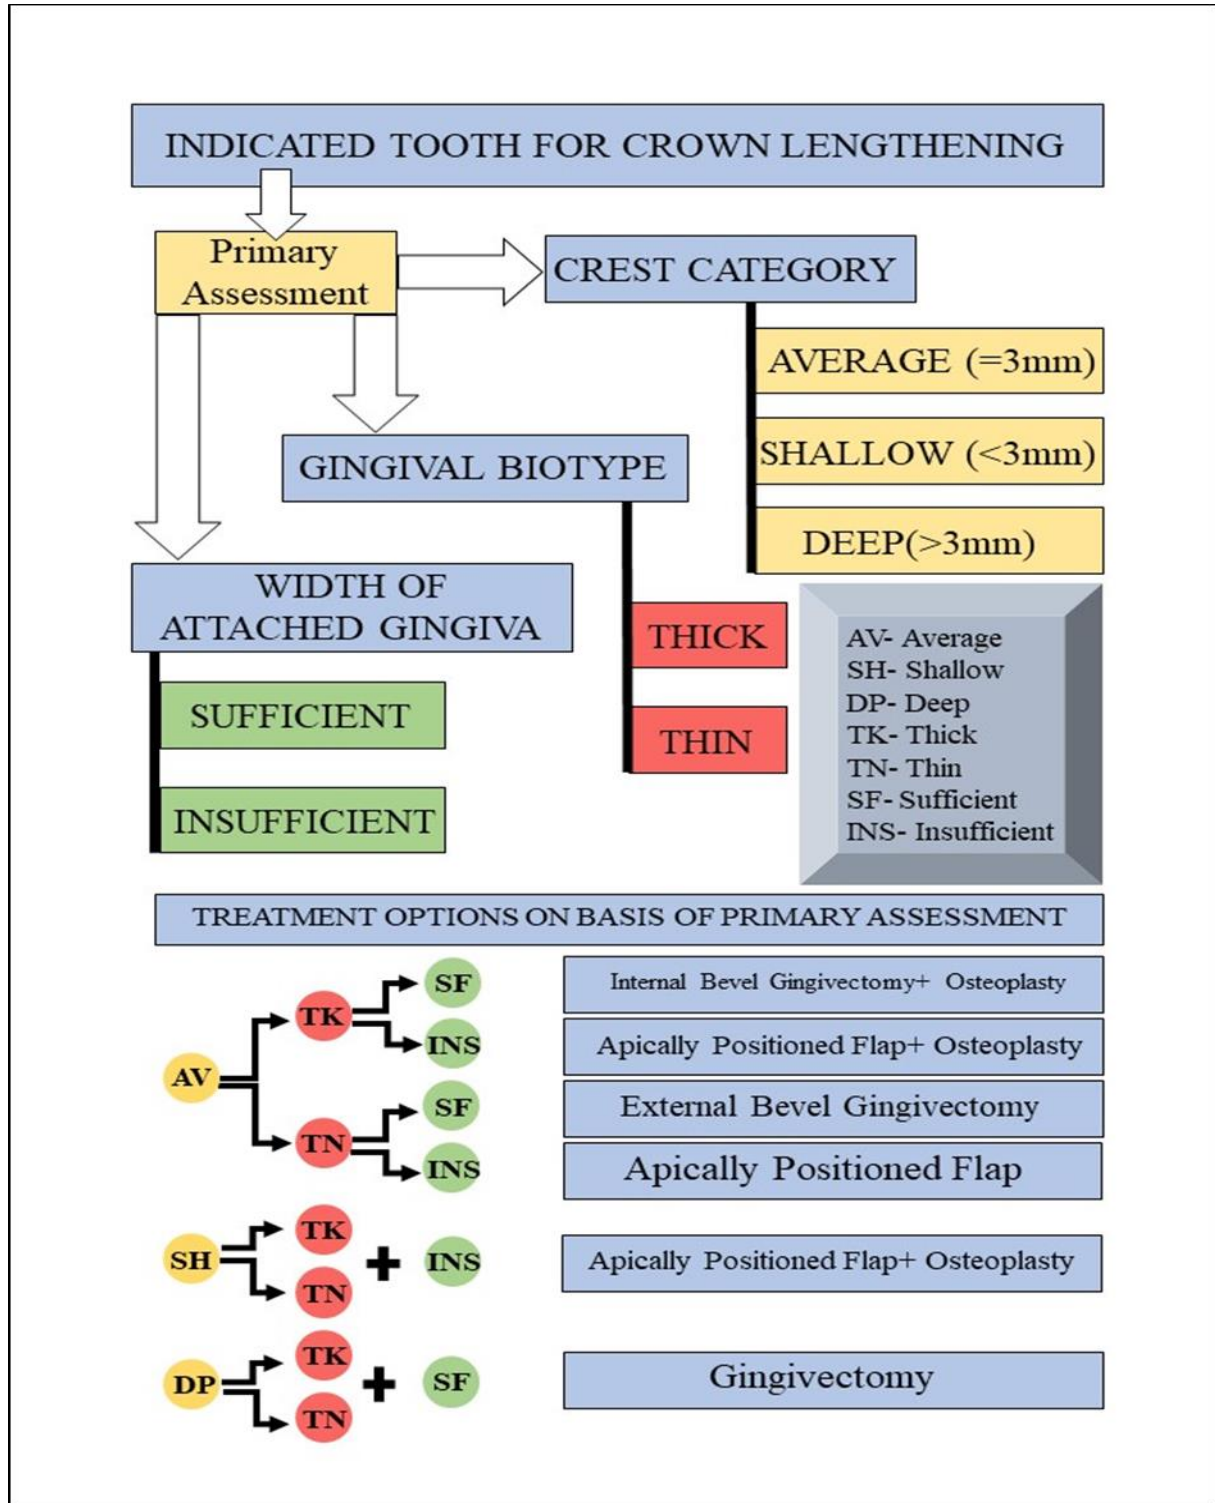 INDICATED TOOTH FOR CROWN LENGTHENING
Primary
Assessment
CREST CATEGORY
AVERAGE (=3mm)
SHALLOW (<3mm)
DEEP(>3mm)
GINGIVAL BIOTYPE
THICK
THIN
WIDTH OF
ATTACHED GINGIVA
SUFFICIENT
INSUFFICIENT
AV- Average
SH- Shallow
DP- Deep
TK- Thick
TN- Thin
SF- Sufficient
INS- Insufficient
TREATMENT OPTIONS ON BASIS OF PRIMARY ASSESSMENT
AV
TK
SF
Internal Bevel Gingivectomy+ Osteoplasty
INS
Apically Positioned Flap+ Osteoplasty
TN
SF
External Bevel Gingivectomy
INS
Apically Positioned Flap
SH
TK
TN
+
INS
Apically Positioned Flap+ Osteoplasty
DP
TK
TN
+
SF
Gingivectomy